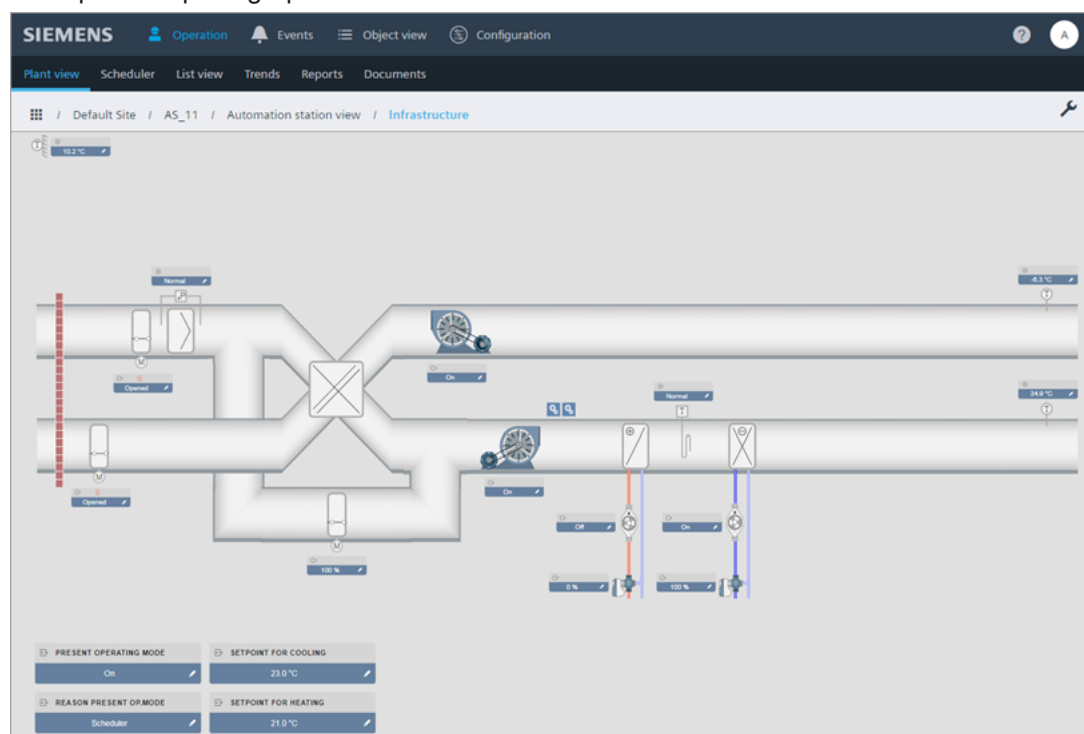 SIEMENS Operation Events Object view Configuration ? A
Plant view Scheduler List view Trends Reports Documents
/ Default Site / AS_11 / Automation station view / Infrastructure
T
10.2 °C
Normal
P
-8.3 °C
T
M
Opened
On
Normal
34.9 °C
T
T
M
Opened
On
Off
On
M
100 %
0 %
100 %
PRESENT OPERATING MODE
On
SETPOINT FOR COOLING
23.0 °C
REASON PRESENT OP.MODE
Scheduler
SETPOINT FOR HEATING
21.0 °C